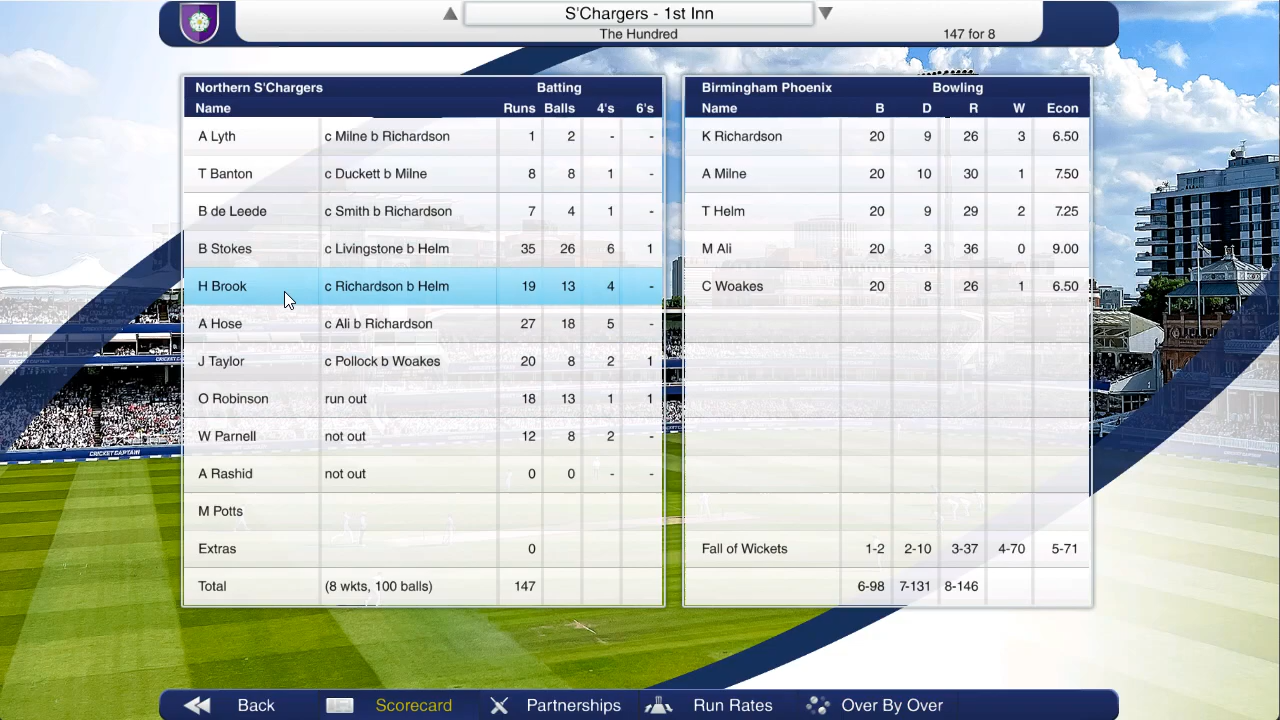 S'Chargers - 1st Inn
The Hundred 147 for 8
Northern S'Chargers Batting
Name Runs Balls 4's 6's
A Lyth c Milne b Richardson 1 2 - -
T Banton c Duckett b Milne 8 8 1 -
B de Leede c Smith b Richardson 7 4 1 -
B Stokes c Livingstone b Helm 35 26 6 1
H Brook c Richardson b Helm 19 13 4 -
A Hose c Ali b Richardson 27 18 5 -
J Taylor c Pollock b Woakes 20 8 2 1
O Robinson run out 18 13 1 1
W Parnell not out 12 8 2 -
A Rashid not out 0 0 - -
M Potts
Extras 0
Total (8 wkts, 100 balls) 147
Birmingham Phoenix Bowling
Name B D R W Econ
K Richardson 20 9 26 3 6.50
A Milne 20 10 30 1 7.50
T Helm 20 9 29 2 7.25
M Ali 20 3 36 0 9.00
C Woakes 20 8 26 1 6.50
Fall of Wickets 1-2 2-10 3-37 4-70 5-71
6-98 7-131 8-146
CRICKET CAPTAIN
Back Scorecard Partnerships Run Rates Over By Over